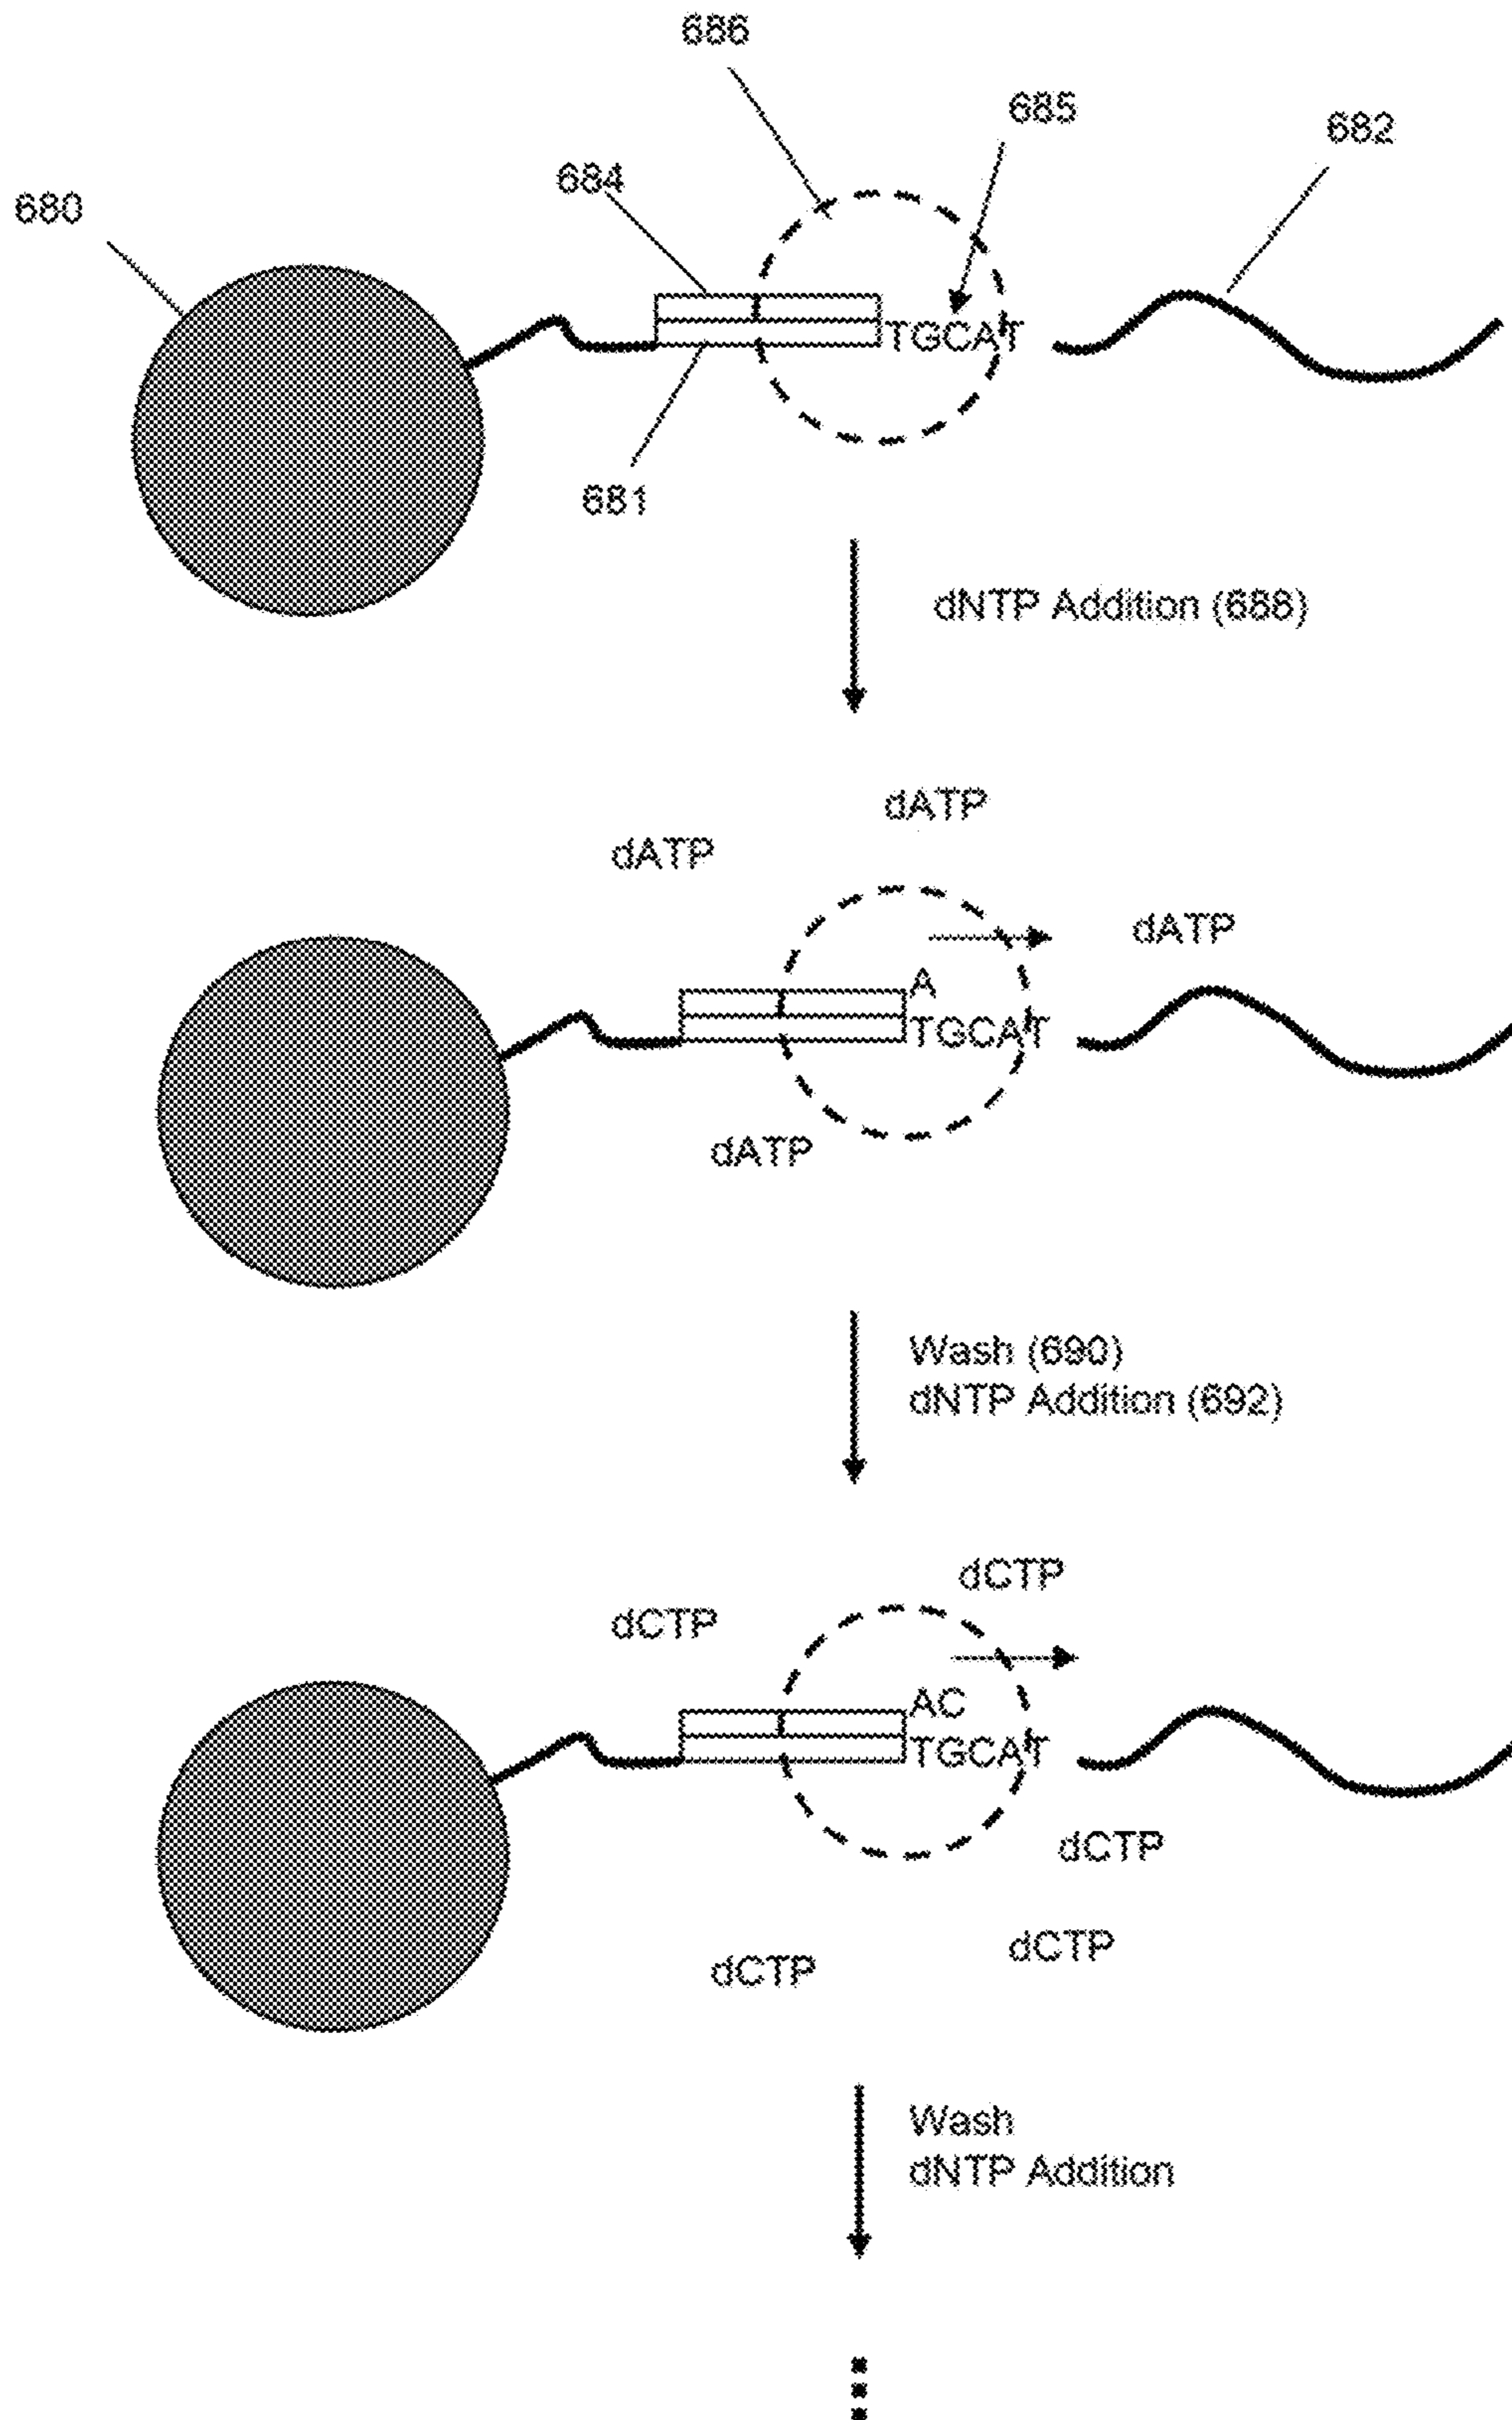 686
685
682
684
680
TGCAT
681
dNTP Addition (688)
dATP
dATP
dATP
A
TGCAT
dATP
Wash (690)
dNTP Addition (692)
dCTP
dCTP
AC
TGCAT
dCTP
dCTP
dCTP
Wash
dNTP Addition